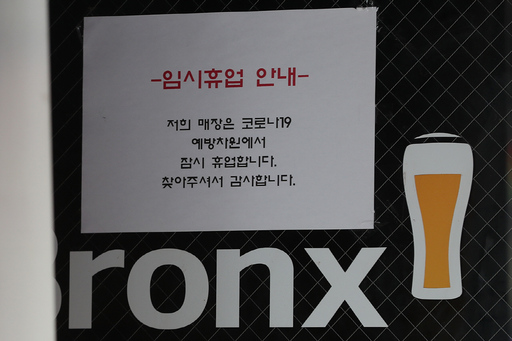 -임시휴업 안내-
저희 매장은 코로나19
예방차원에서
잠시 휴업합니다.
찾아주셔서 감사합니다.
Bronx